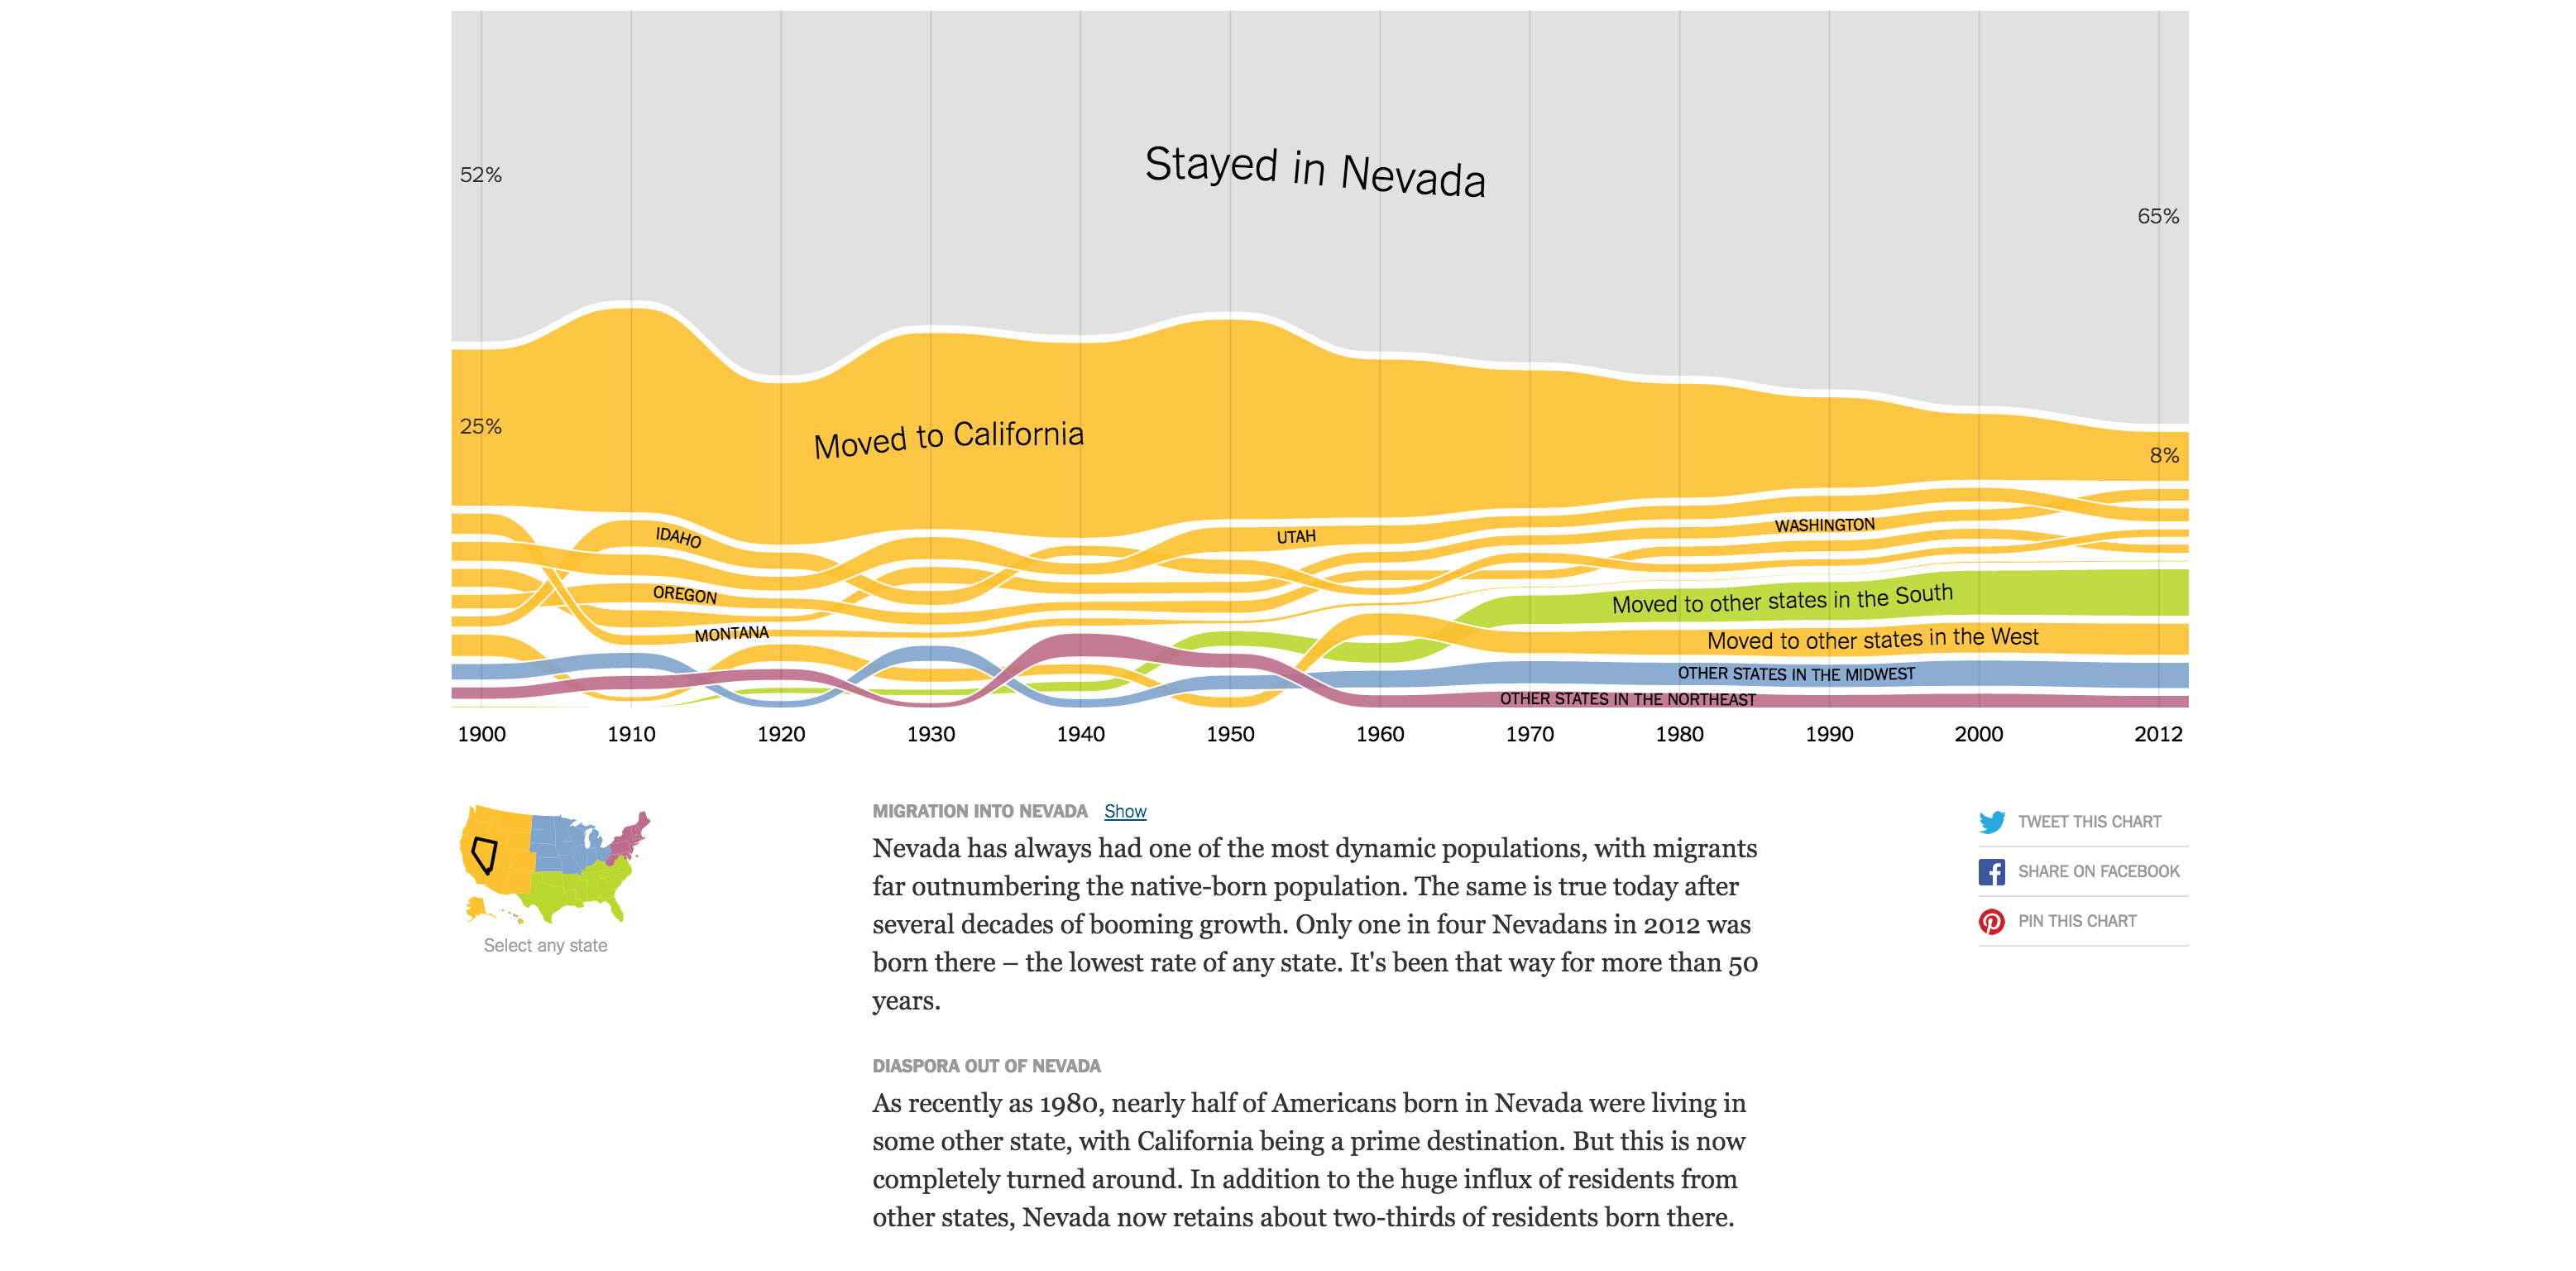 Stayed in Nevada
52%
65%
Moved to California
25%
8%
IDAHO
UTAH
WASHINGTON
OREGON
MONTANA
Moved to other states in the South
Moved to other states in the West
OTHER STATES IN THE MIDWEST
OTHER STATES IN THE NORTHEAST
1900 1910 1920 1930 1940 1950 1960 1970 1980 1990 2000 2012
Select any state
MIGRATION INTO NEVADA Show
Nevada has always had one of the most dynamic populations, with migrants
far outnumbering the native-born population. The same is true today after
several decades of booming growth. Only one in four Nevadans in 2012 was
born there – the lowest rate of any state. It's been that way for more than 50
years.
DIASPORA OUT OF NEVADA
As recently as 1980, nearly half of Americans born in Nevada were living in
some other state, with California being a prime destination. But this is now
completely turned around. In addition to the huge influx of residents from
other states, Nevada now retains about two-thirds of residents born there.
TWEET THIS CHART
SHARE ON FACEBOOK
PIN THIS CHART